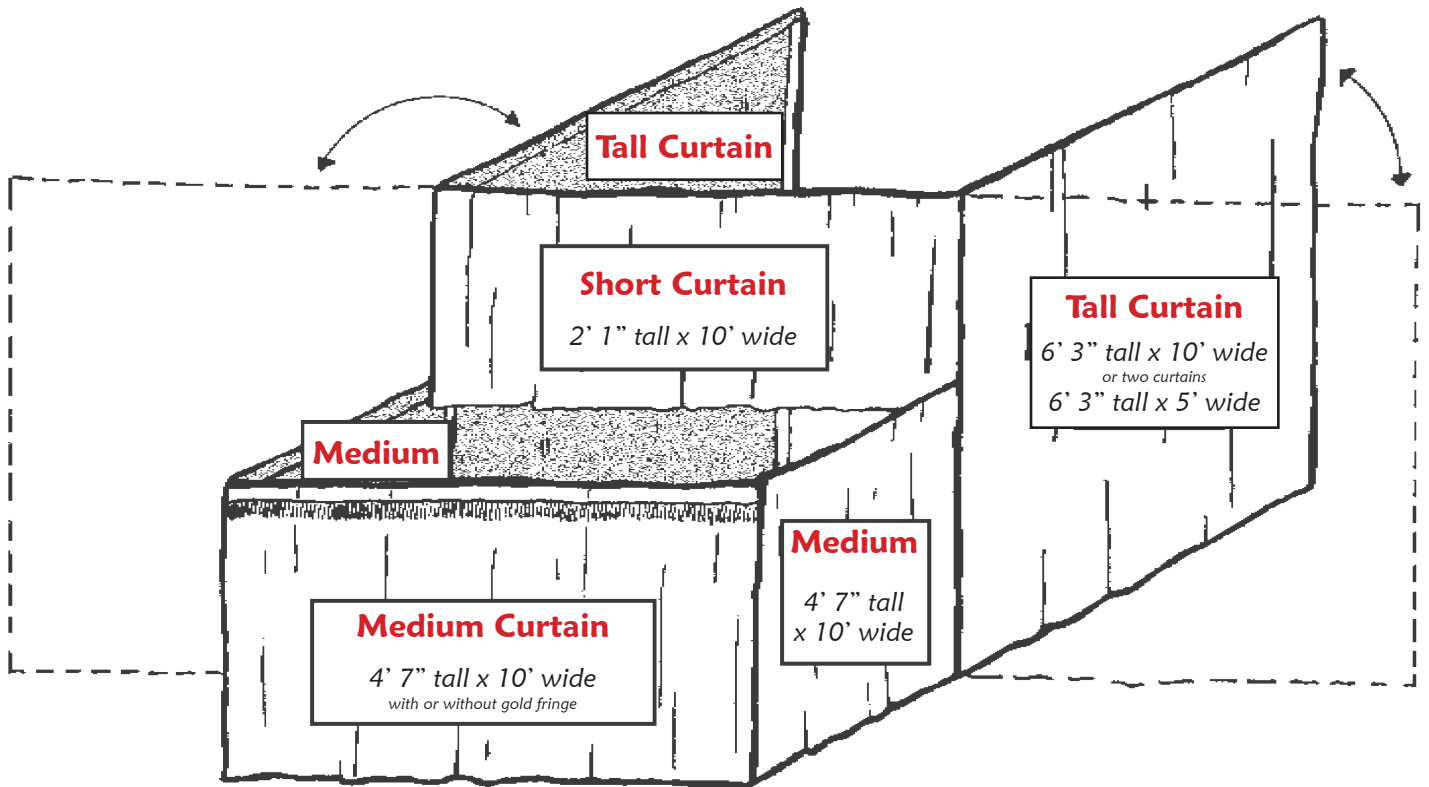 Tall Curtain
Short Curtain
2’ 1” tall x 10’ wide
Tall Curtain
6’ 3” tall x 10’ wide
or two curtains
6’ 3” tall x 5’ wide
Medium
Medium
4’ 7” tall
x 10’ wide
Medium Curtain
4’ 7” tall x 10’ wide
with or without gold fringe